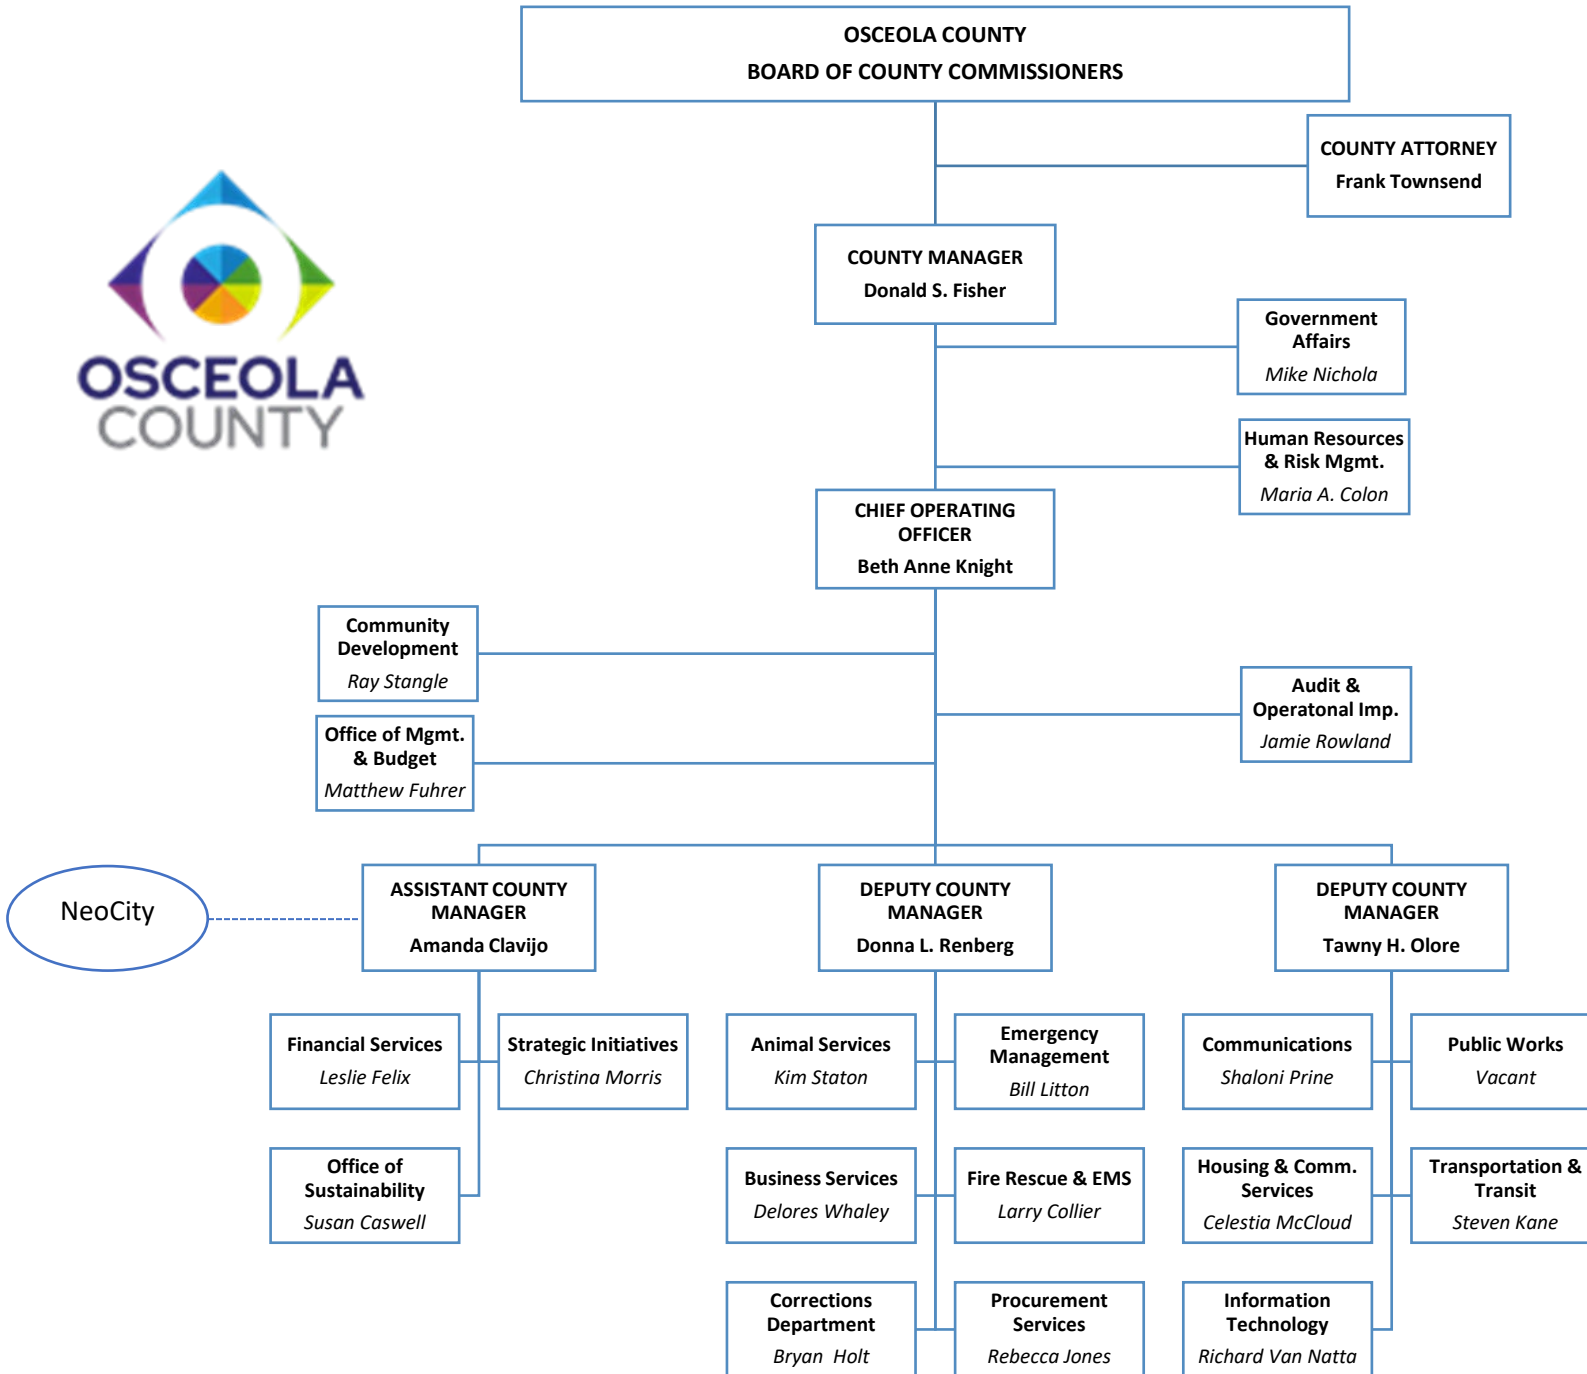 OSCEOLA COUNTY
BOARD OF COUNTY COMMISSIONERS
COUNTY ATTORNEY
Frank Townsend
OSCEOLA
COUNTY
COUNTY MANAGER
Donald S. Fisher
Government
Affairs
Mike Nichola
Human Resources
& Risk Mgmt.
Maria A. Colon
CHIEF OPERATING
OFFICER
Beth Anne Knight
Community
Development
Ray Stangle
Audit &
Operatonal Imp.
Jamie Rowland
Office of Mgmt.
& Budget
Matthew Fuhrer
NeoCity
ASSISTANT COUNTY
MANAGER
Amanda Clavijo
DEPUTY COUNTY
MANAGER
Donna L. Renberg
DEPUTY COUNTY
MANAGER
Tawny H. Olore
Financial Services
Leslie Felix
Strategic Initiatives
Christina Morris
Animal Services
Kim Staton
Emergency
Management
Bill Litton
Communications
Shaloni Prine
Public Works
Vacant
Office of
Sustainability
Susan Caswell
Business Services
Delores Whaley
Fire Rescue & EMS
Larry Collier
Housing & Comm.
Services
Celestia McCloud
Transportation &
Transit
Steven Kane
Corrections
Department
Bryan  Holt
Procurement
Services
Rebecca Jones
Information
Technology
Richard Van Natta